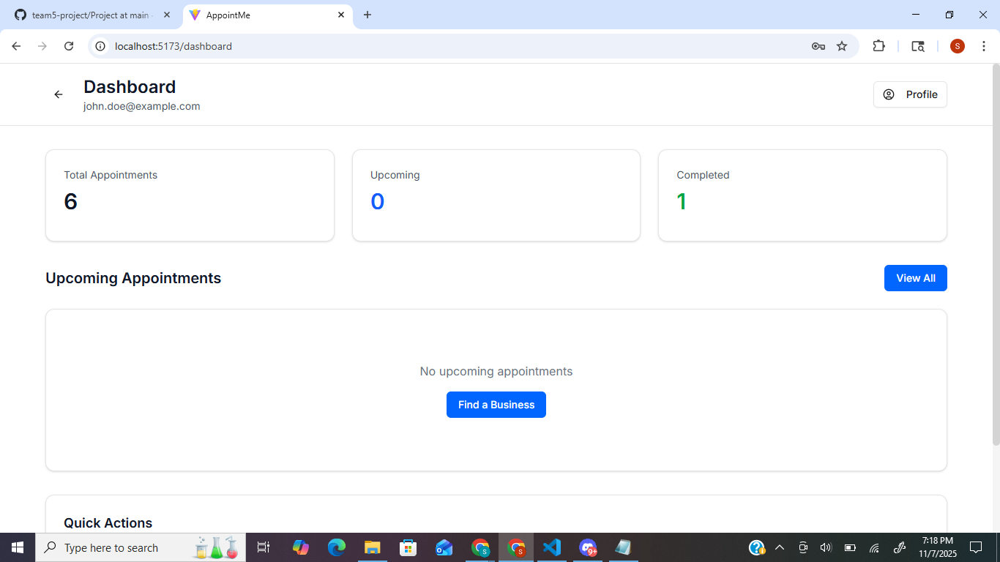 team5-project/Project at main
AppointMe
localhost:5173/dashboard
S
Dashboard
john.doe@example.com
Profile
Total Appointments
6
Upcoming
0
Completed
1
Upcoming Appointments
View All
No upcoming appointments
Find a Business
Quick Actions
Type here to search
S
S
9+
7:18 PM
11/7/2025